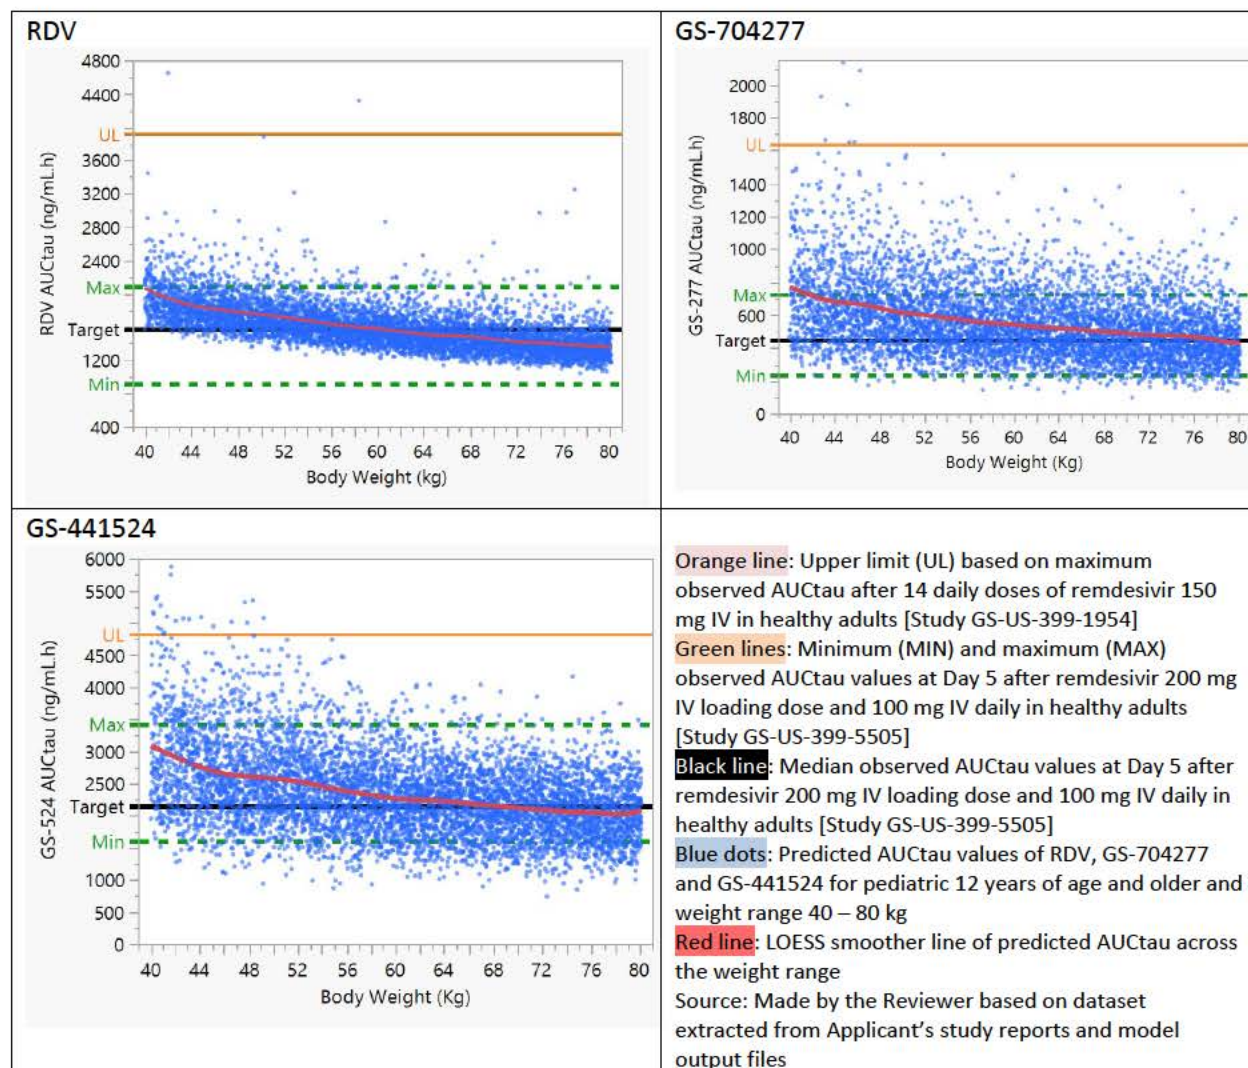 RDV
4800
4400
UL
3600
3200
2800
2400
Max
Target
1200
Min
400
RDV AUCtau (ng/mL.h)
40 44 48 52 56 60 64 68 72 76 80
Body Weight (kg)
GS-704277
2000
1800
UL
1400
1200
1000
Max
600
Target
Min
0
GS-277 AUCtau (ng/mL.h)
40 44 48 52 56 60 64 68 72 76 80
Body Weight (Kg)
GS-441524
6000
5500
UL
4500
4000
Max
3000
2500
Target
Min
1000
500
0
GS-524 AUCtau (ng/mL.h)
40 44 48 52 56 60 64 68 72 76 80
Body Weight (Kg)
Orange line: Upper limit (UL) based on maximum
observed AUCtau after 14 daily doses of remdesivir 150
mg IV in healthy adults [Study GS-US-399-1954]
Green lines: Minimum (MIN) and maximum (MAX)
observed AUCtau values at Day 5 after remdesivir 200 mg
IV loading dose and 100 mg IV daily in healthy adults
[Study GS-US-399-5505]
Black line: Median observed AUCtau values at Day 5 after
remdesivir 200 mg IV loading dose and 100 mg IV daily in
healthy adults [Study GS-US-399-5505]
Blue dots: Predicted AUCtau values of RDV, GS-704277
and GS-441524 for pediatric 12 years of age and older and
weight range 40 – 80 kg
Red line: LOESS smoother line of predicted AUCtau across
the weight range
Source: Made by the Reviewer based on dataset
extracted from Applicant's study reports and model
output files